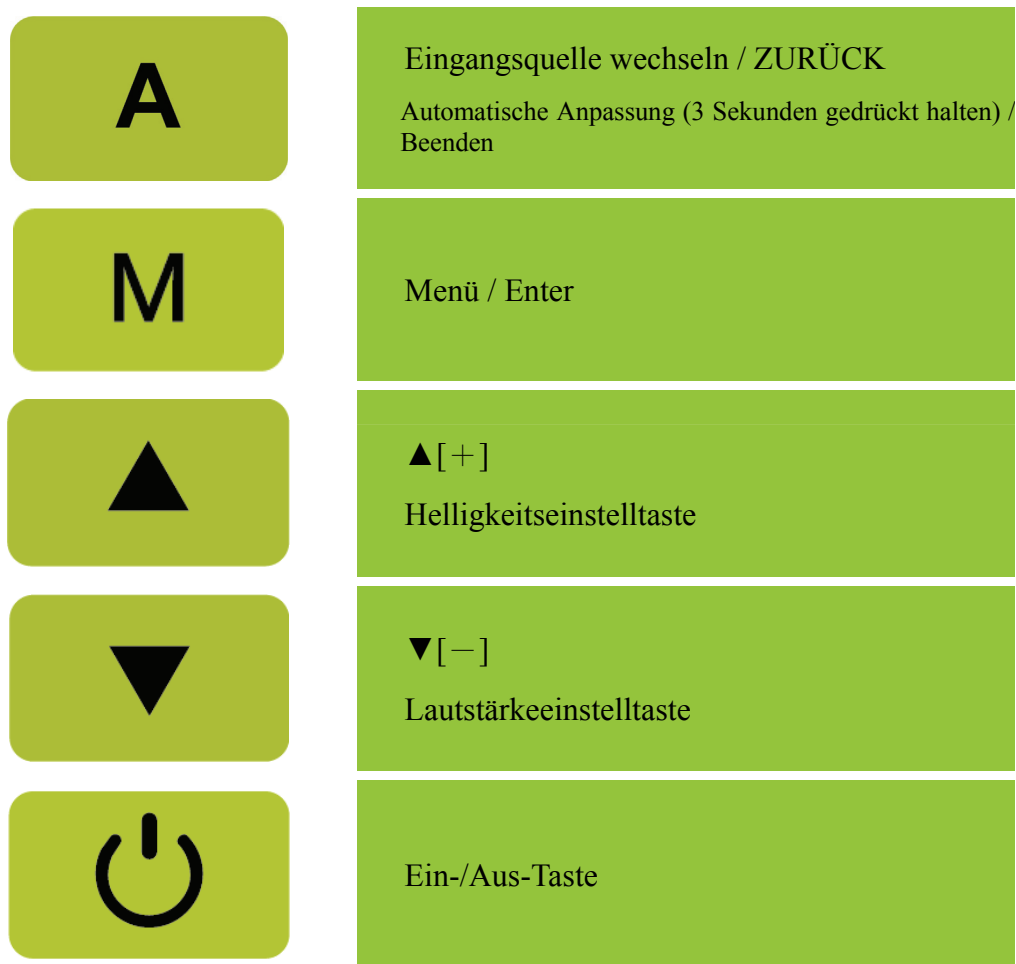 A
Eingangsquelle wechseln / ZURÜCK
Automatische Anpassung (3 Sekunden gedrückt halten) /
Beenden
M
Menü / Enter
▲[+]
Helligkeitseinstelltaste
▼[-]
Lautstärkeeinstelltaste
Ein-/Aus-Taste